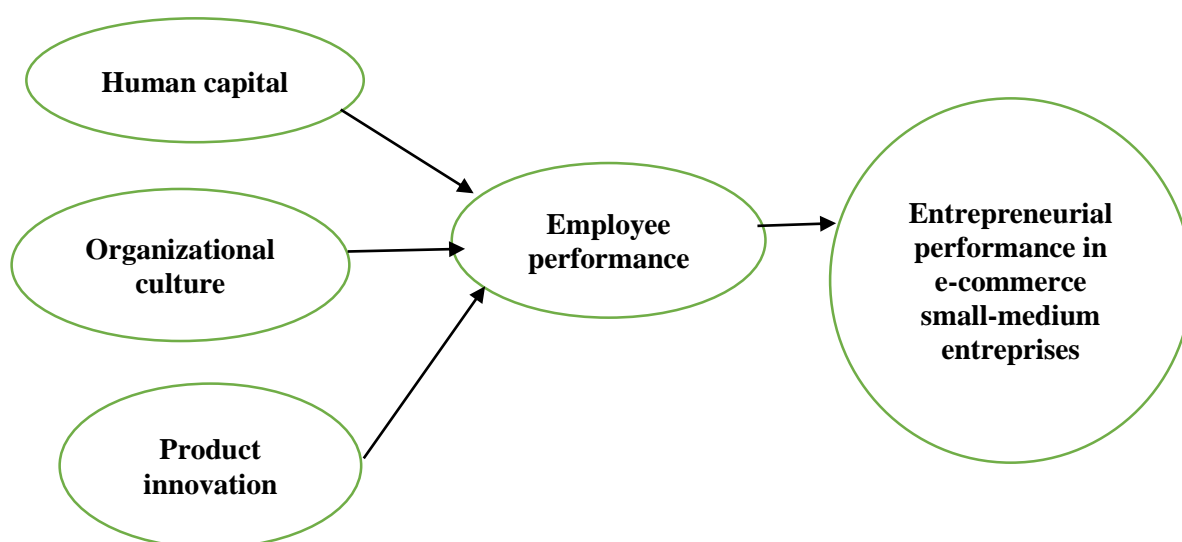 Human capital
Organizational
culture
Product
innovation
Employee
performance
Entrepreneurial
performance in
e-commerce
small-medium
entreprises